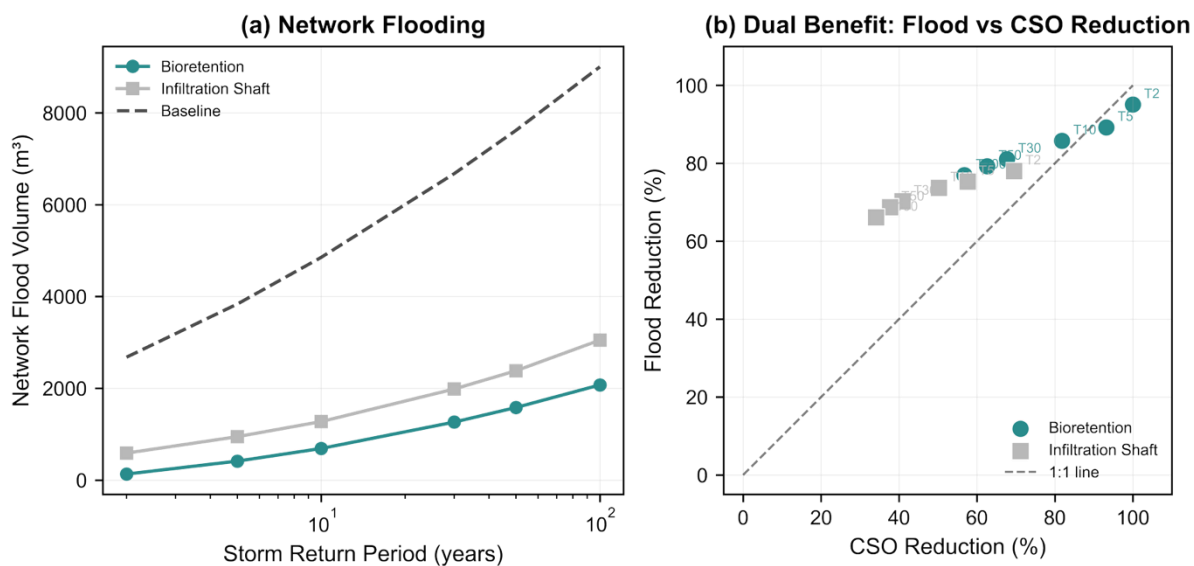 (a) Network Flooding
Bioretention
Infiltration Shaft
Baseline
8000
6000
4000
2000
0
Network Flood Volume (m³)
10¹
10²
Storm Return Period (years)
(b) Dual Benefit: Flood vs CSO Reduction
100
80
60
40
20
0
Flood Reduction (%)
T2
T5
T10
T30
T2
T50
Bioretention
Infiltration Shaft
1:1 line
0
20
40
60
80
100
CSO Reduction (%)